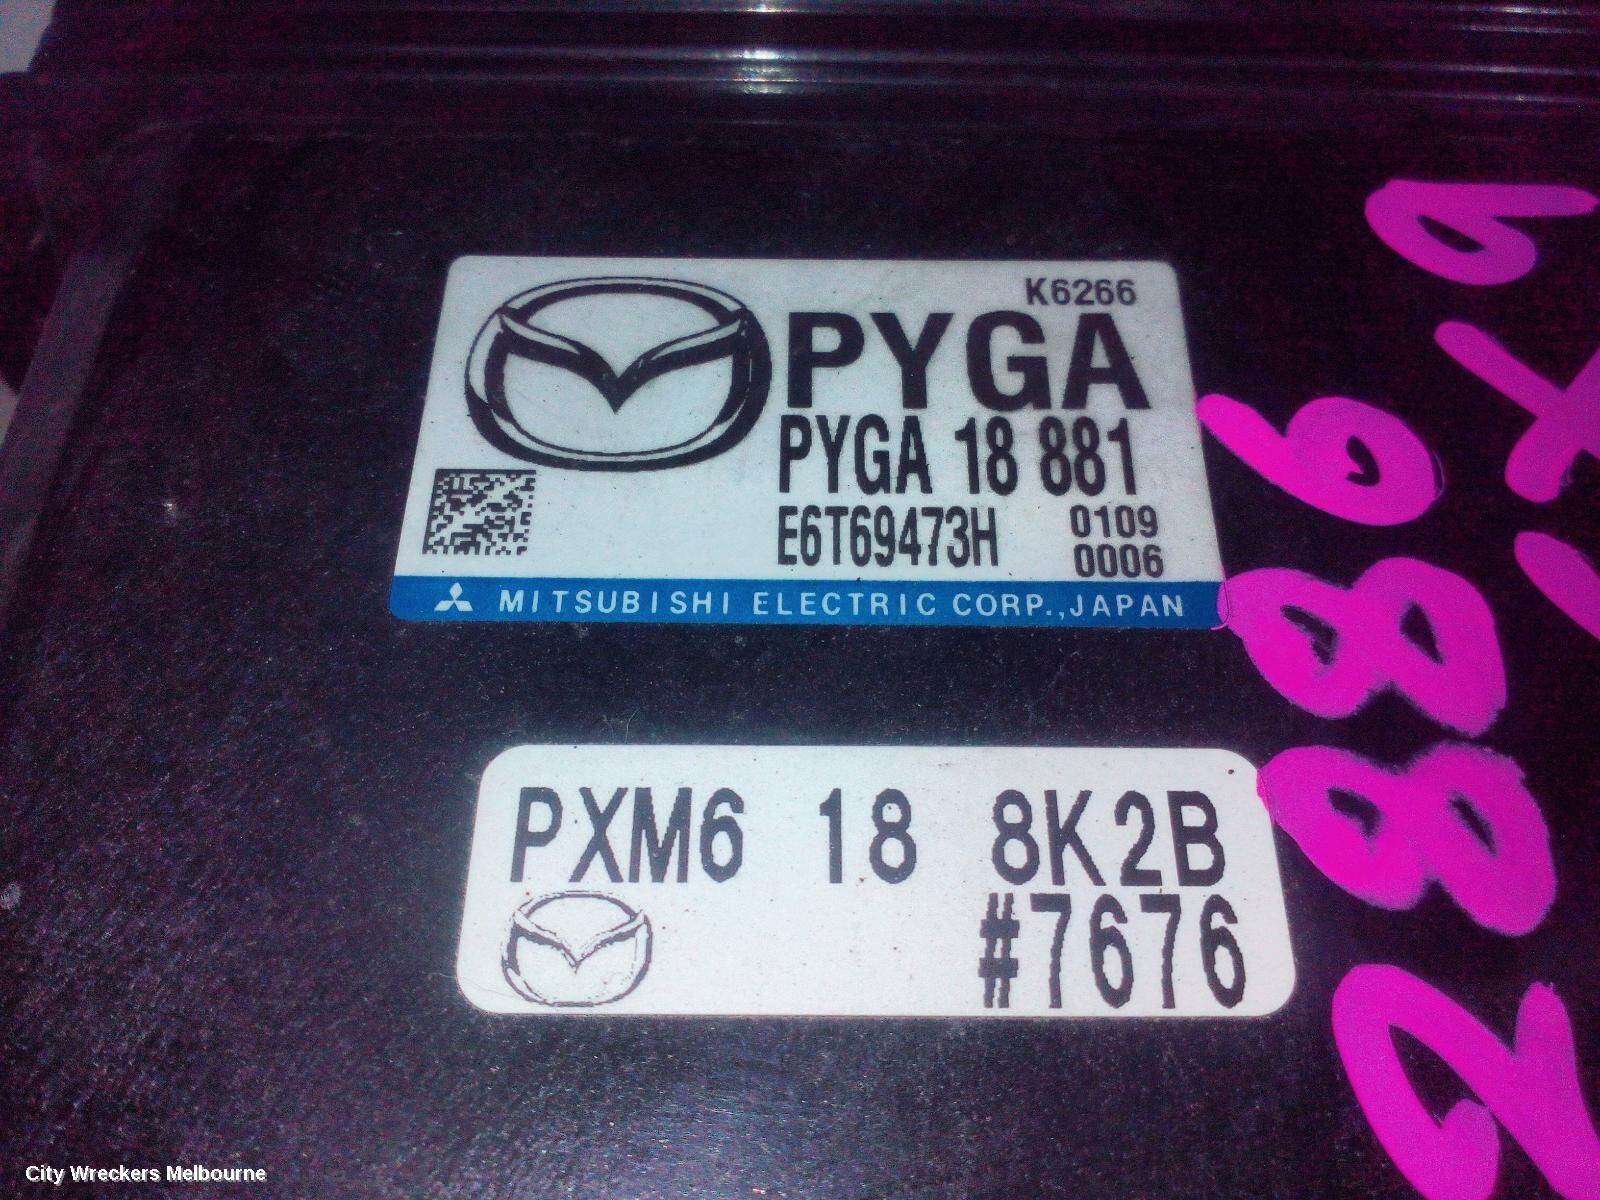 K6266
PYGA
PYGA 18 881
E6T69473H 0109
0006
MITSUBISHI ELECTRIC CORP., JAPAN
PXM6 18 8K2B
#7676
City Wreckers Melbourne